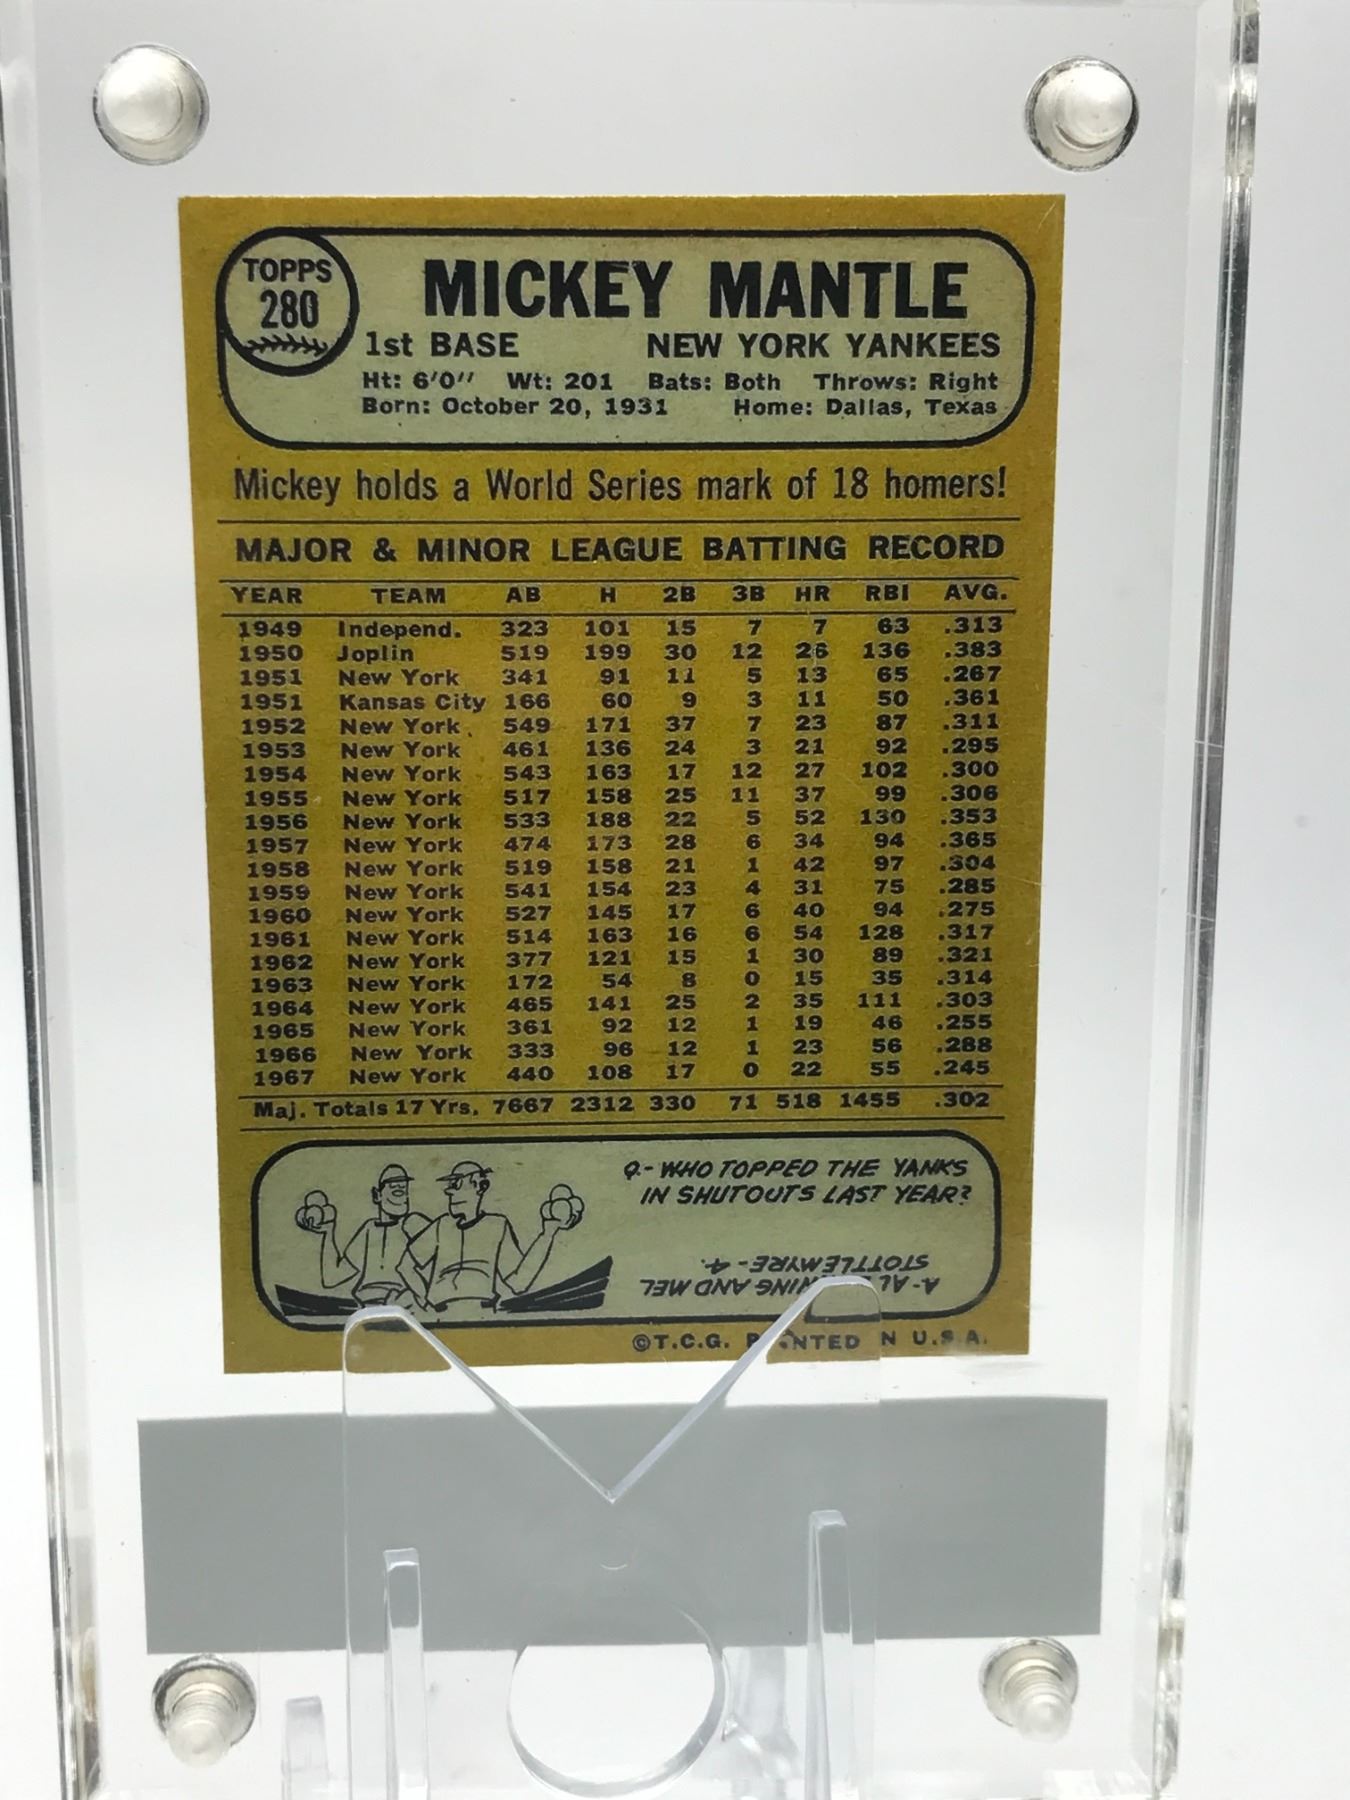 TOPPS
280
MICKEY MANTLE
1st BASE NEW YORK YANKEES
Ht: 6'0" Wt: 201 Bats: Both Throws: Right
Born: October 20, 1931 Home: Dallas, Texas
Mickey holds a World Series mark of 18 homers!
MAJOR & MINOR LEAGUE BATTING RECORD
YEAR TEAM AB H 2B 3B HR RBI AVG.
1949 Independ. 323 101 15 7 7 63 .313
1950 Joplin 519 199 30 12 26 136 .383
1951 New York 341 91 11 5 13 65 .267
1951 Kansas City 166 60 9 3 11 50 .361
1952 New York 549 171 37 7 23 87 .311
1953 New York 461 136 24 3 21 92 .295
1954 New York 543 163 17 12 27 102 .300
1955 New York 517 158 25 11 37 99 .306
1956 New York 533 188 22 5 52 130 .353
1957 New York 474 173 28 6 34 94 .365
1958 New York 519 158 21 1 42 97 .304
1959 New York 541 154 23 4 31 75 .285
1960 New York 527 145 17 6 40 94 .275
1961 New York 514 163 16 6 54 128 .317
1962 New York 377 121 15 1 30 89 .321
1963 New York 172 54 8 0 15 35 .314
1964 New York 465 141 25 2 35 111 .303
1965 New York 361 92 12 1 19 46 .255
1966 New York 333 96 12 1 23 56 .288
1967 New York 440 108 17 0 22 55 .245
Maj. Totals 17 Yrs. 7667 2312 330 71 518 1455 .302
Q.- WHO TOPPED THE YANKS
IN SHUTOUTS LAST YEAR?
A- AL AND MEL
STOTTLEMYRE - 4.
©T.C.G. PRINTED IN U.S.A.